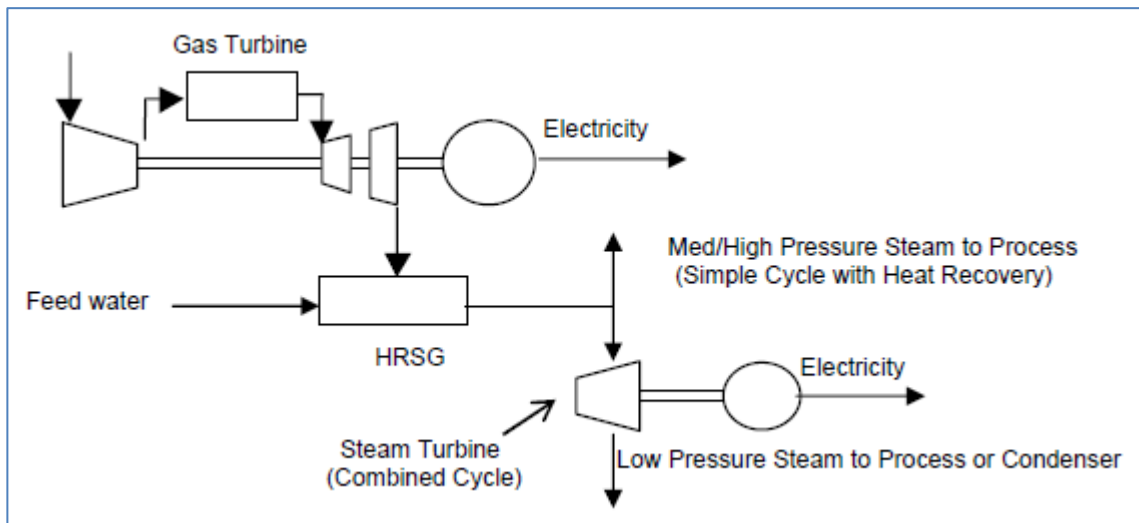 Gas Turbine
Electricity
Med/High Pressure Steam to Process
(Simple Cycle with Heat Recovery)
Feed water
HRSG
Electricity
Steam Turbine
(Combined Cycle)
Low Pressure Steam to Process or Condenser